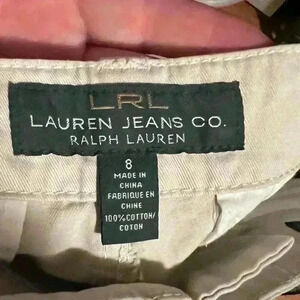 LRL
LAUREN JEANS CO.
RALPH LAUREN
8
MADE IN
CHINA
FABRIQUE EN
CHINE
100%COTTON/
COTON